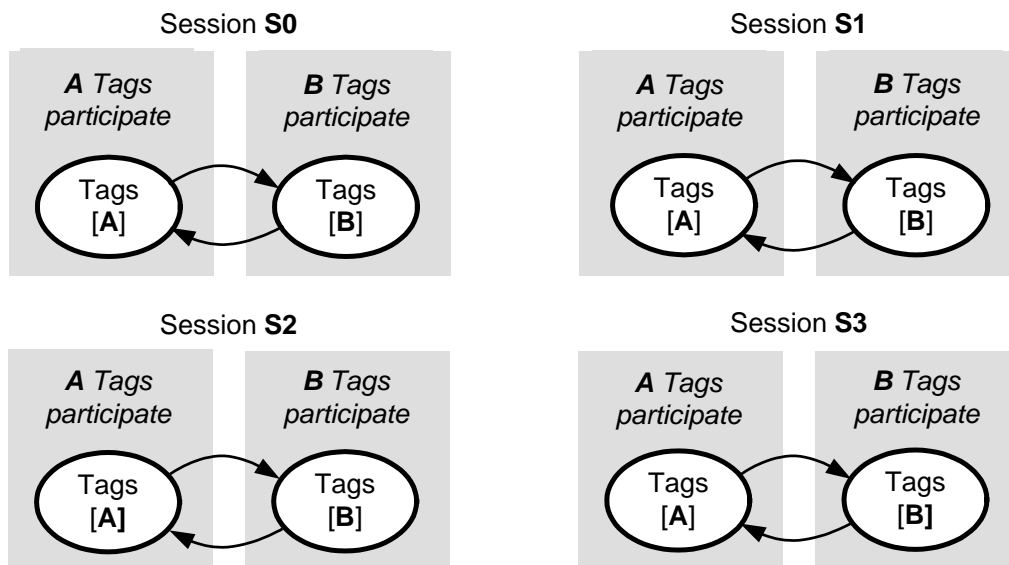 Session S0
A Tags
participate
B Tags
participate
Tags
[A]
Tags
[B]
Session S1
A Tags
participate
B Tags
participate
Tags
[A]
Tags
[B]
Session S2
A Tags
participate
B Tags
participate
Tags
[A]
Tags
[B]
Session S3
A Tags
participate
B Tags
participate
Tags
[A]
Tags
[B]